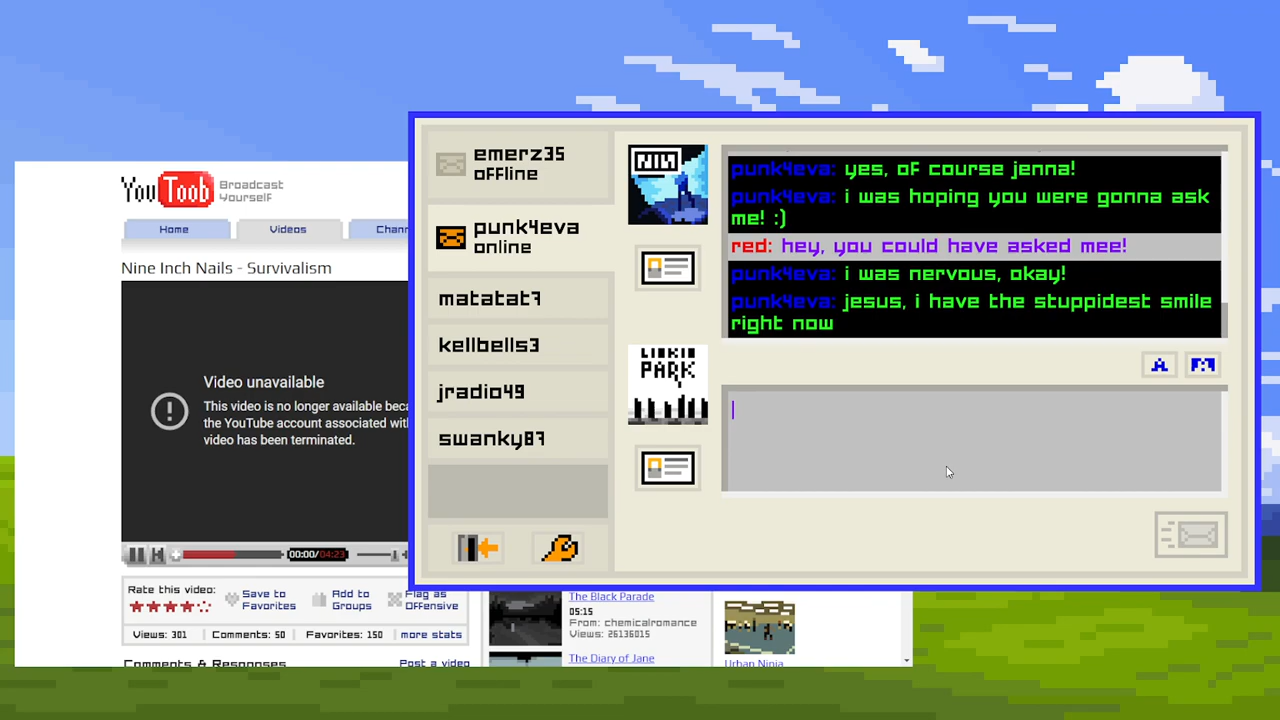 You Toob
Broadcast
Yourself
Home
Videos
Chann
Nine Inch Nails - Survivalism
Video unavailable
This video is no longer available beca
the YouTube account associated with
video has been terminated.
00:00/04:23
Rate this video:
Save to
Favorites
Add to
Groups
Flag as
Offensive
Views: 301
Comments: 50
Favorites: 150
more stats
Comments & Responses
Post a video
The Black Parade
05:15
From: chemicalromance
Views: 26136015
The Diary of Jane
Urban Ninja
emerz35
offline
punk4eva
online
matatat7
kellbells3
jradio49
swanky87
NIN
LINKIN
PARK
punk4eva: yes, of course jenna!
punk4eva: i was hoping you were gonna ask
me! :)
red: hey, you could have asked mee!
punk4eva: i was nervous, okay!
punk4eva: jesus, i have the stuppidest smile
right now
A